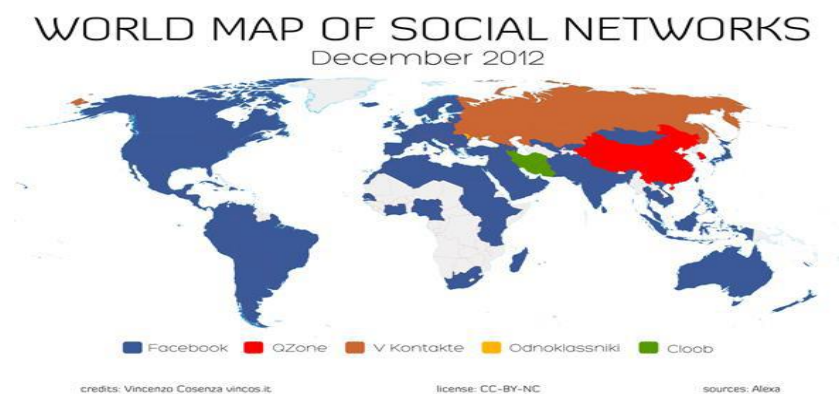 WORLD MAP OF SOCIAL NETWORKS
December 2012
Facebook QZone V Kontakte Odnoklassniki Cloob
credits: Vincenzo Cosenza vincos.it license: CC-BY-NC sources: Alexa